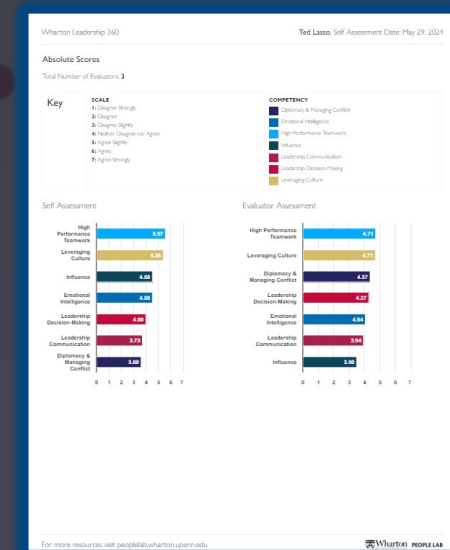 Wharton Leadership 360
Ted Lasso, Self Assessment Date: May 29, 2024
Absolute Scores
Total Number of Evaluators: 3
Key
SCALE
1: Disagree Strongly
2: Disagree
3: Disagree Slightly
4: Neither Disagree nor Agree
5: Agree Slightly
6: Agree
7: Agree Strongly
COMPETENCY
Diplomacy & Managing Conflict
Emotional Intelligence
High Performance Teamwork
Influence
Leadership Communication
Leadership Decision-Making
Leveraging Culture
Self Assessment
High
Performance
Teamwork
Leveraging
Culture
Influence
Emotional
Intelligence
Leadership
Decision-Making
4.00
Leadership
Communication
3.73
Diplomacy &
Managing
Conflict
0 1 2 3 4 5 6 7
Evaluator Assessment
High Performance
Teamwork
4.71
Leveraging Culture
4.71
Diplomacy &
Managing Conflict
4.37
Leadership
Decision-Making
4.27
Emotional
Intelligence
Leadership
Communication
3.94
Influence
0 1 2 3 4 5 6 7
For more resources visit peoplelab.wharton.upenn.edu
Wharton PEOPLE LAB